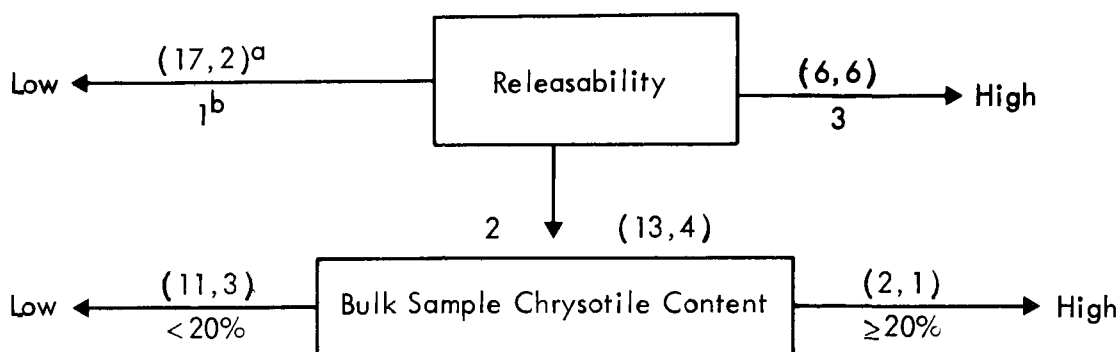 (17,2)a
Low
Releasability
1b
(6,6)
High
3
2 (13,4)
(11,3)
Low
<20%
Bulk Sample Chrysotile Content
(2,1)
High
≥20%